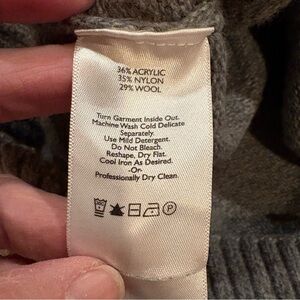 36% ACRYLIC
35% NYLON
29% WOOL
Turn Garment Inside Out.
Machine Wash Cold Delicate
Separately.
Use Mild Detergent.
Do Not Bleach.
Reshape, Dry Flat.
Cool Iron As Desired.
-Or-
Professionally Dry Clean.
P